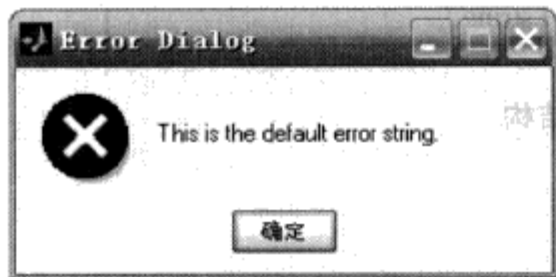 Error Dialog
This is the default error string.
确定